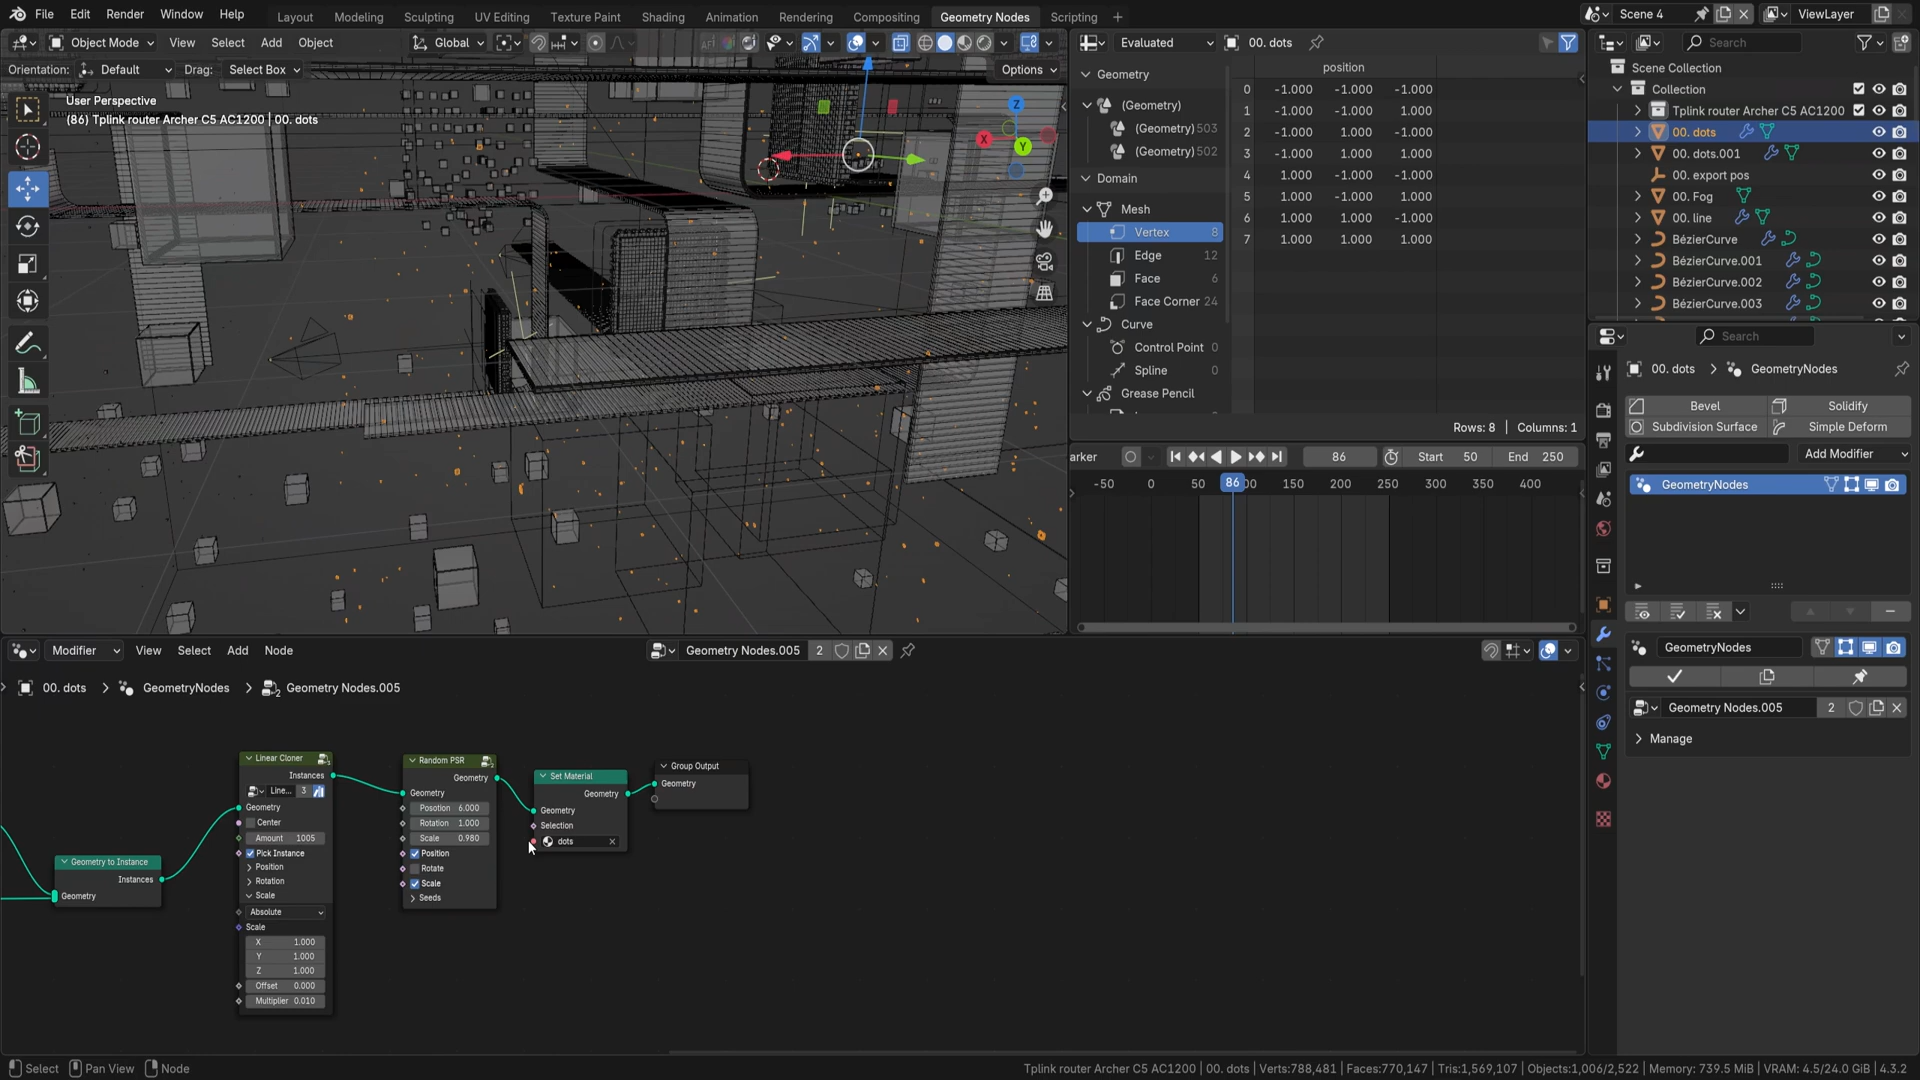 File Edit Render Window Help
Layout Modeling Sculpting UV Editing Texture Paint Shading Animation Rendering Compositing Geometry Nodes Scripting +
Scene 4
ViewLayer
Object Mode View Select Add Object
Global
Orientation: Default Drag: Select Box
Options
User Perspective
(86) Tplink router Archer C5 AC1200 | 00. dots
Z
X
Y
Evaluated
00. dots
Geometry
(Geometry)
(Geometry) 503
(Geometry) 502
Domain
Mesh
Vertex 8
Edge 12
Face 6
Face Corner 24
Curve
Control Point 0
Spline 0
Grease Pencil
position
0 -1.000 -1.000 -1.000
1 -1.000 -1.000 1.000
2 -1.000 1.000 -1.000
3 -1.000 1.000 1.000
4 1.000 -1.000 -1.000
5 1.000 -1.000 1.000
6 1.000 1.000 -1.000
7 1.000 1.000 1.000
Rows: 8 | Columns: 1
arker
86
Start 50
End 250
-50 0 50 86 00 150 200 250 300 350 400
Search
Scene Collection
Collection
Tplink router Archer C5 AC1200
00. dots
00. dots.001
00. export pos
00. Fog
00. line
BézierCurve
BézierCurve.001
BézierCurve.002
BézierCurve.003
Search
00. dots > GeometryNodes
Bevel
Solidify
Subdivision Surface
Simple Deform
Add Modifier
GeometryNodes
GeometryNodes
Geometry Nodes.005 2
Manage
Modifier View Select Add Node
Geometry Nodes.005 2
00. dots > GeometryNodes > Geometry Nodes.005
2
Geometry to Instance
Instances
Geometry
Linear Cloner
Instances
Line... 3
Geometry
Center
Amount 1005
Pick Instance
Position
Rotation
Scale
Absolute
Scale
X 1.000
Y 1.000
Z 1.000
Offset 0.000
Multiplier 0.010
Random PSR
Geometry
Geometry
Posotion 6.000
Rotation 1.000
Scale 0.980
Position
Rotate
Scale
Seeds
Set Material
Geometry
Geometry
Selection
dots
Group Output
Geometry
Select Pan View Node
Tplink router Archer C5 AC1200 | 00. dots | Verts:788,481 | Faces:770,147 | Tris:1,569,107 | Objects:1,006/2,522 | Memory: 739.5 MiB | VRAM: 4.5/24.0 GiB | 4.3.2